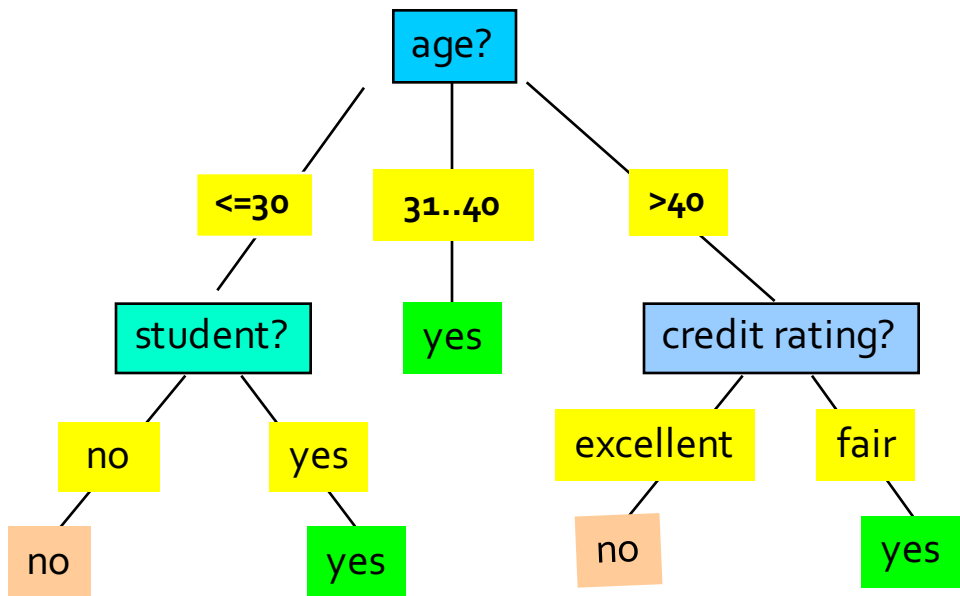 age?
<=30
31..40
>40
student?
yes
credit rating?
no
yes
excellent
fair
no
yes
no
yes